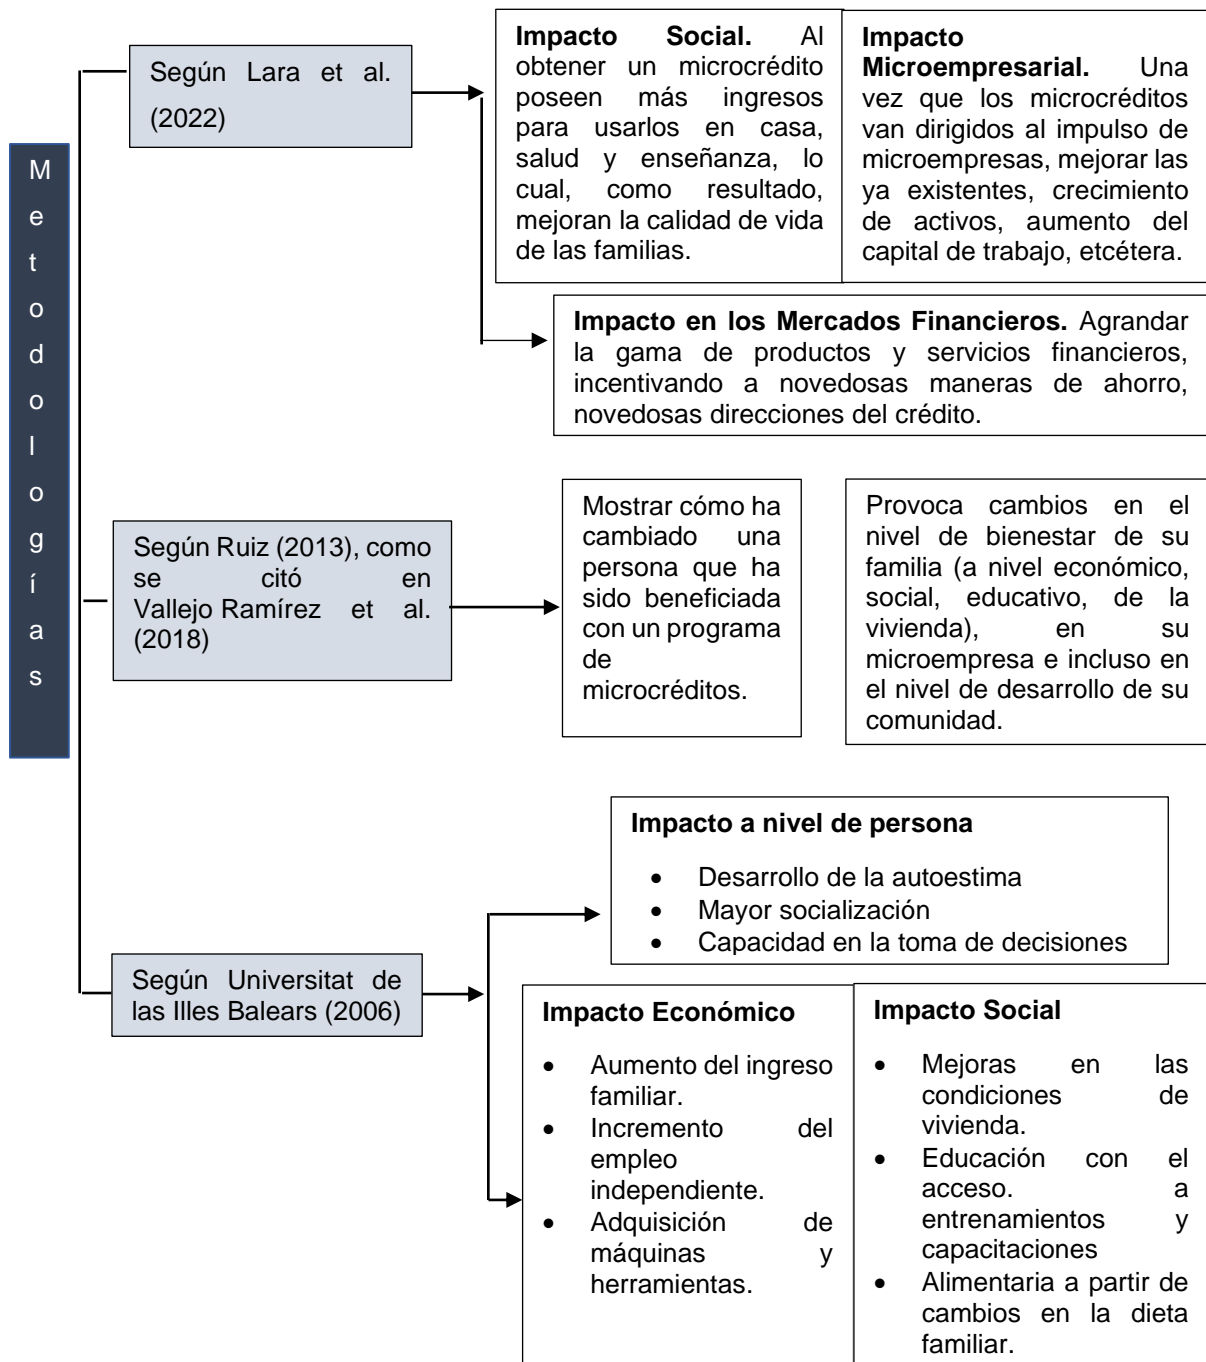 Metodologías
Según Lara et al.
(2022)
Impacto Social. Al
obtener un microcrédito
poseen más ingresos
para usarlos en casa,
salud y enseñanza, lo
cual, como resultado,
mejoran la calidad de vida
de las familias.
Impacto
Microempresarial. Una
vez que los microcréditos
van dirigidos al impulso de
microempresas, mejorar las
ya existentes, crecimiento
de activos, aumento del
capital de trabajo, etcétera.
Impacto en los Mercados Financieros. Agrandar
la gama de productos y servicios financieros,
incentivando a novedosas maneras de ahorro,
novedosas direcciones del crédito.
Según Ruiz (2013), como
se citó en
Vallejo Ramírez et al.
(2018)
Mostrar cómo ha
cambiado una
persona que ha
sido beneficiada
con un programa
de
microcréditos.
Provoca cambios en el
nivel de bienestar de su
familia (a nivel económico,
social, educativo, de la
vivienda), en su
microempresa e incluso en
el nivel de desarrollo de su
comunidad.
Según Universitat de
las Illes Balears (2006)
Impacto a nivel de persona
• Desarrollo de la autoestima
• Mayor socialización
• Capacidad en la toma de decisiones
Impacto Económico
• Aumento del ingreso
familiar.
• Incremento del
empleo
independiente.
• Adquisición de
máquinas y
herramientas.
Impacto Social
• Mejoras en las
condiciones de
vivienda.
• Educación con el
acceso. a
entrenamientos y
capacitaciones
• Alimentaria a partir de
cambios en la dieta
familiar.